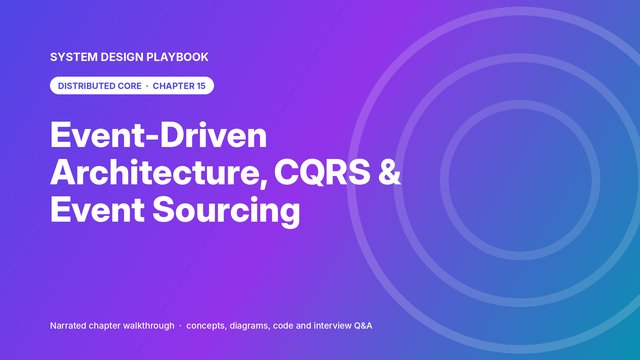 SYSTEM DESIGN PLAYBOOK
DISTRIBUTED CORE · CHAPTER 15
Event-Driven
Architecture, CQRS &
Event Sourcing
Narrated chapter walkthrough · concepts, diagrams, code and interview Q&A